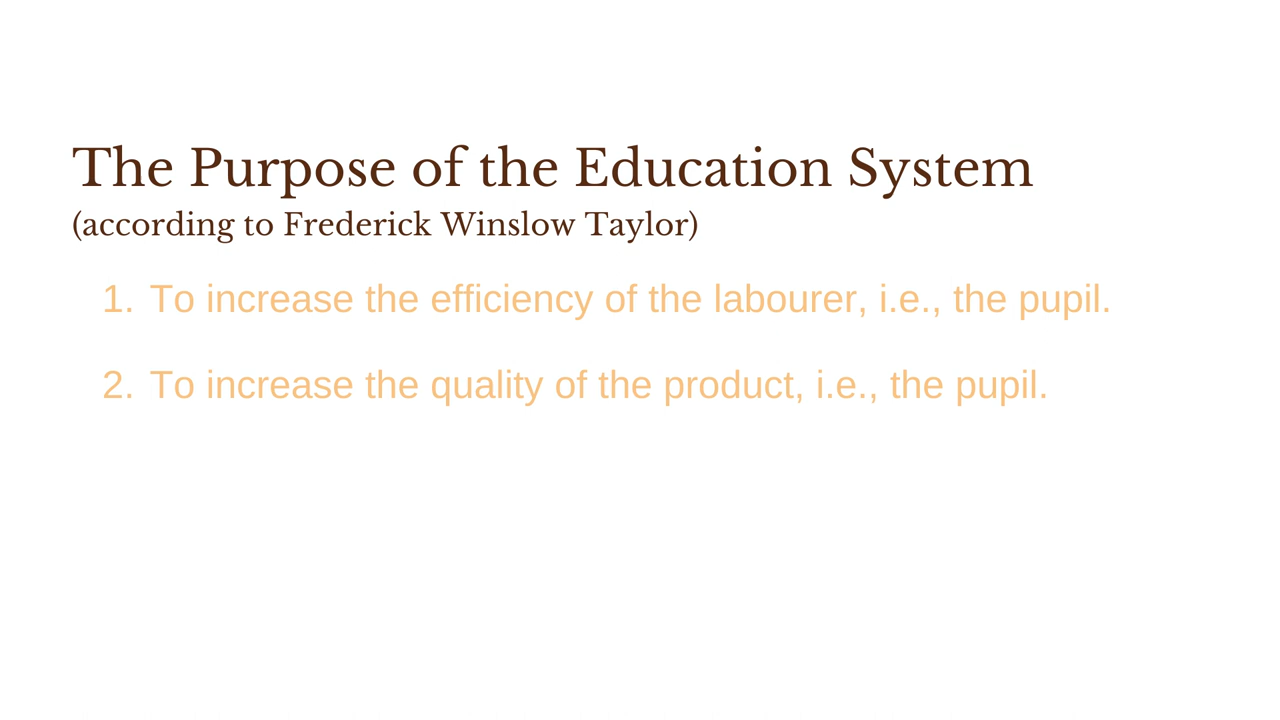 The Purpose of the Education System
(according to Frederick Winslow Taylor)
1. To increase the efficiency of the labourer, i.e., the pupil.
2. To increase the quality of the product, i.e., the pupil.